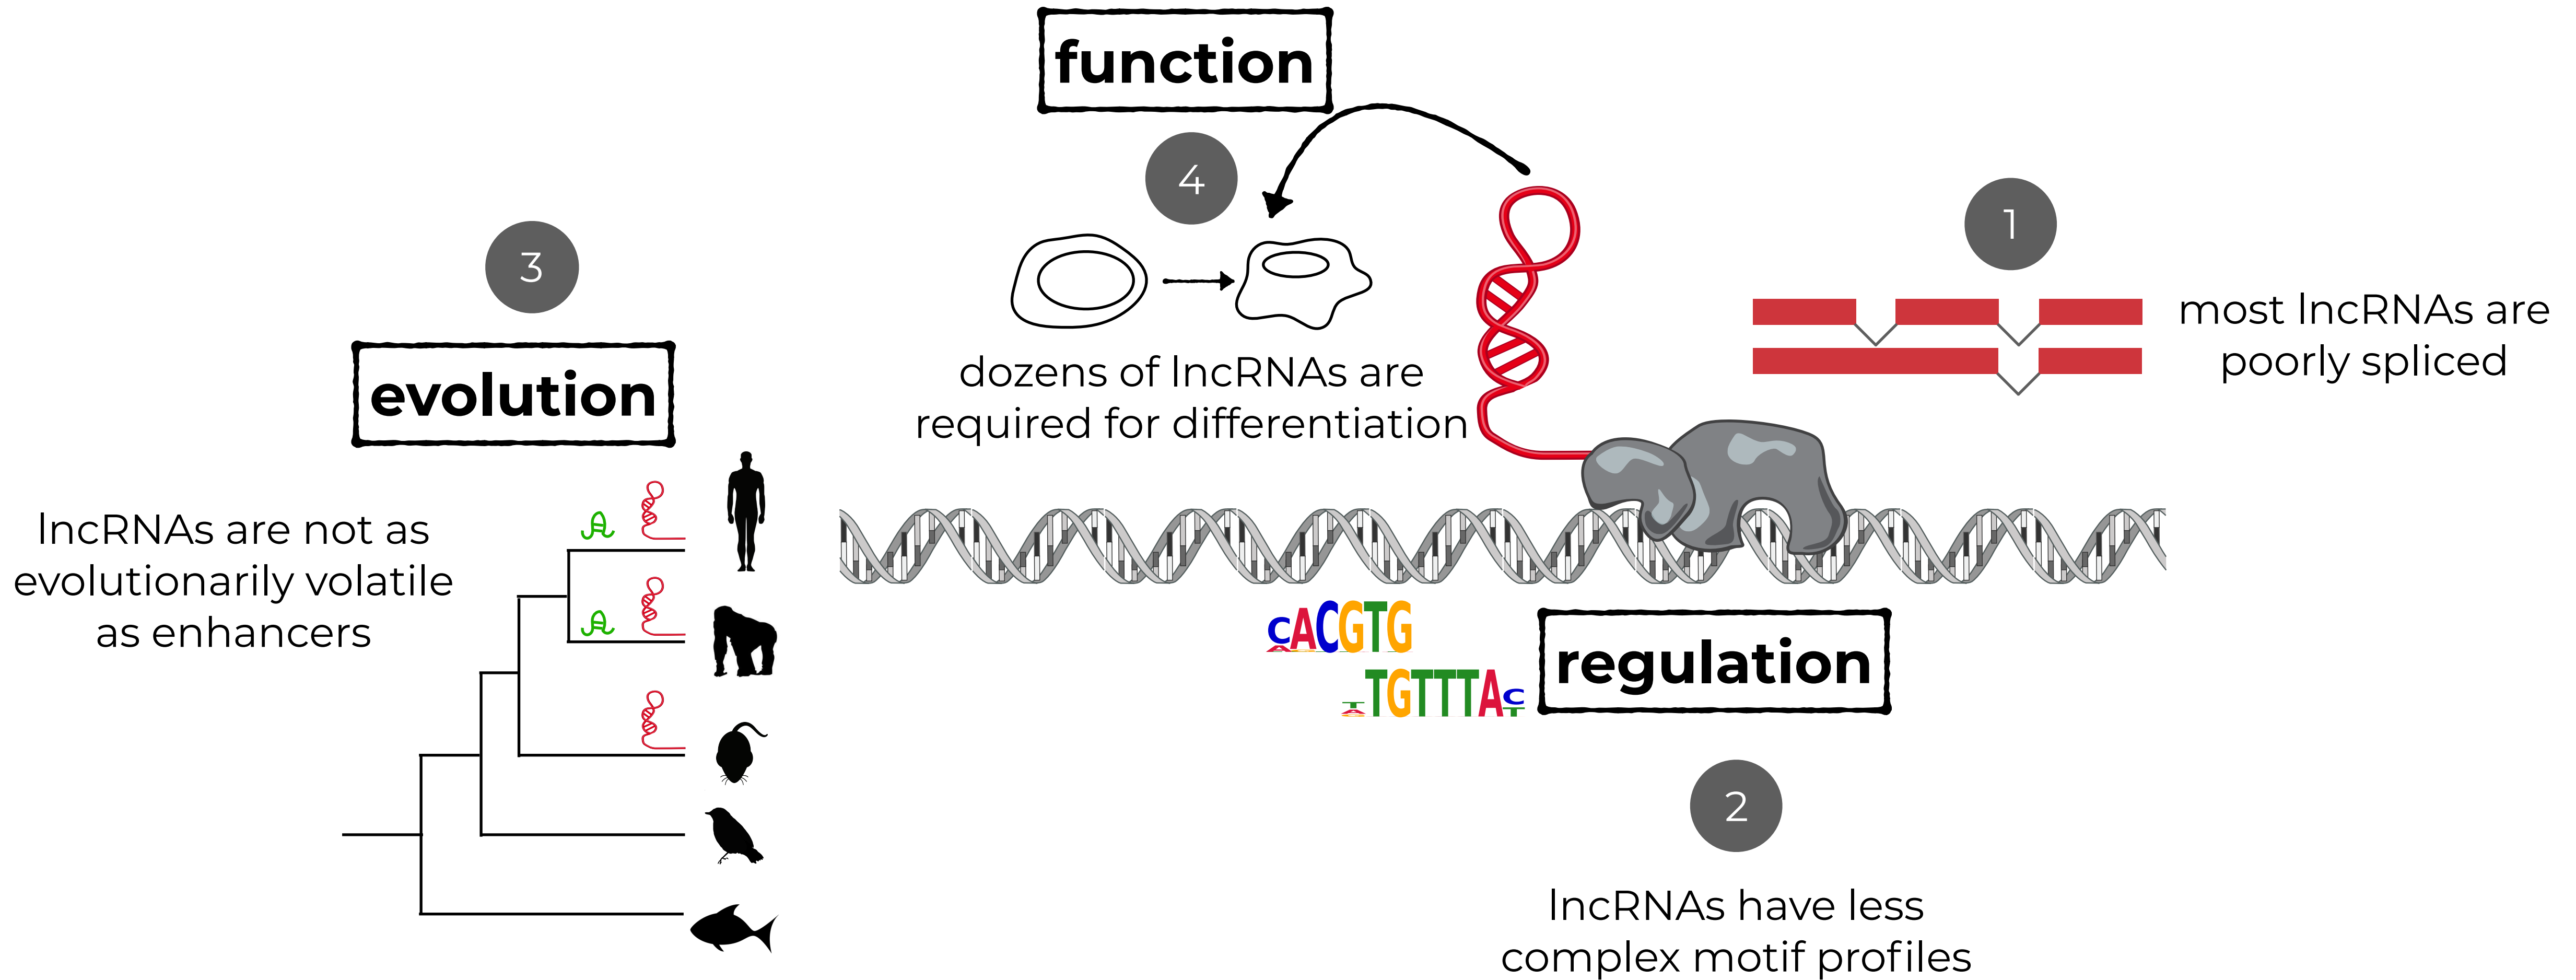 function
4
dozens of lncRNAs are
required for differentiation
1
most lncRNAs are
poorly spliced
3
evolution
lncRNAs are not as
evolutionarily volatile
as enhancers
CACGTG
TGTTTAC
regulation
2
lncRNAs have less
complex motif profiles